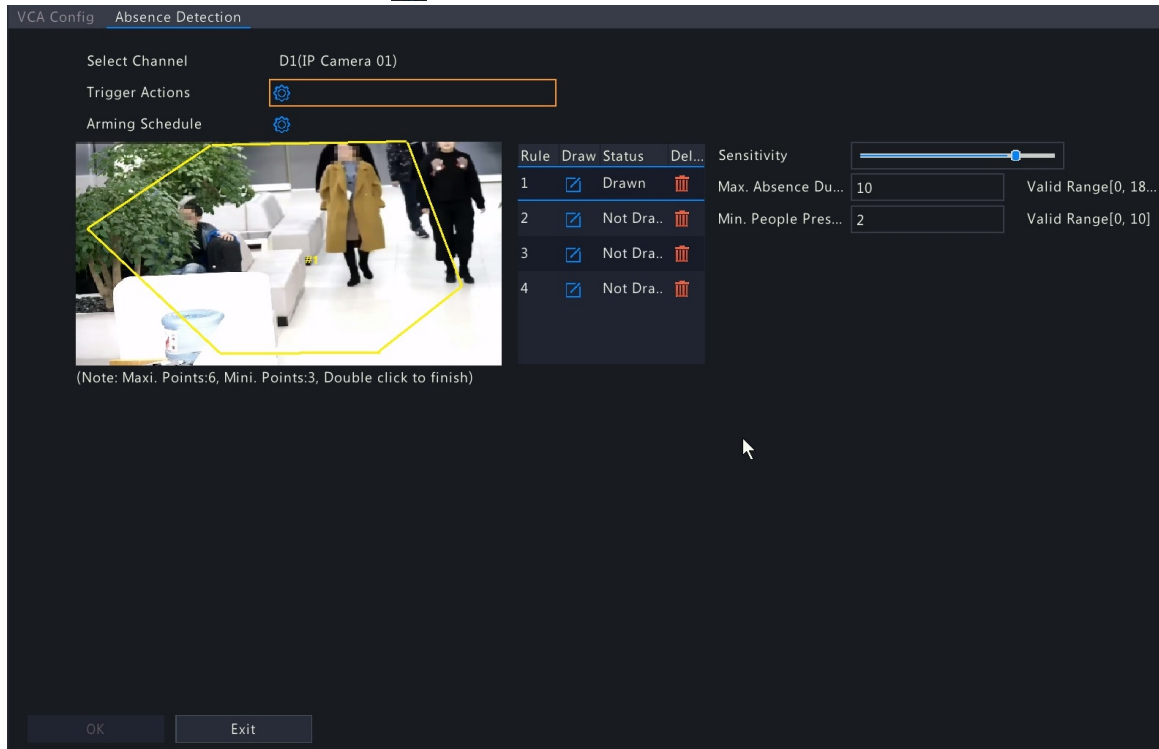 VCA Config Absence Detection
Select Channel D1(IP Camera 01)
Trigger Actions
Arming Schedule
Rule Draw Status Del...
1 Drawn
2 Not Dra..
3 Not Dra..
4 Not Dra..
Sensitivity
Max. Absence Du... 10 Valid Range[0, 18...
Min. People Pres... 2 Valid Range[0, 10]
#1
(Note: Maxi. Points:6, Mini. Points:3, Double click to finish)
OK Exit